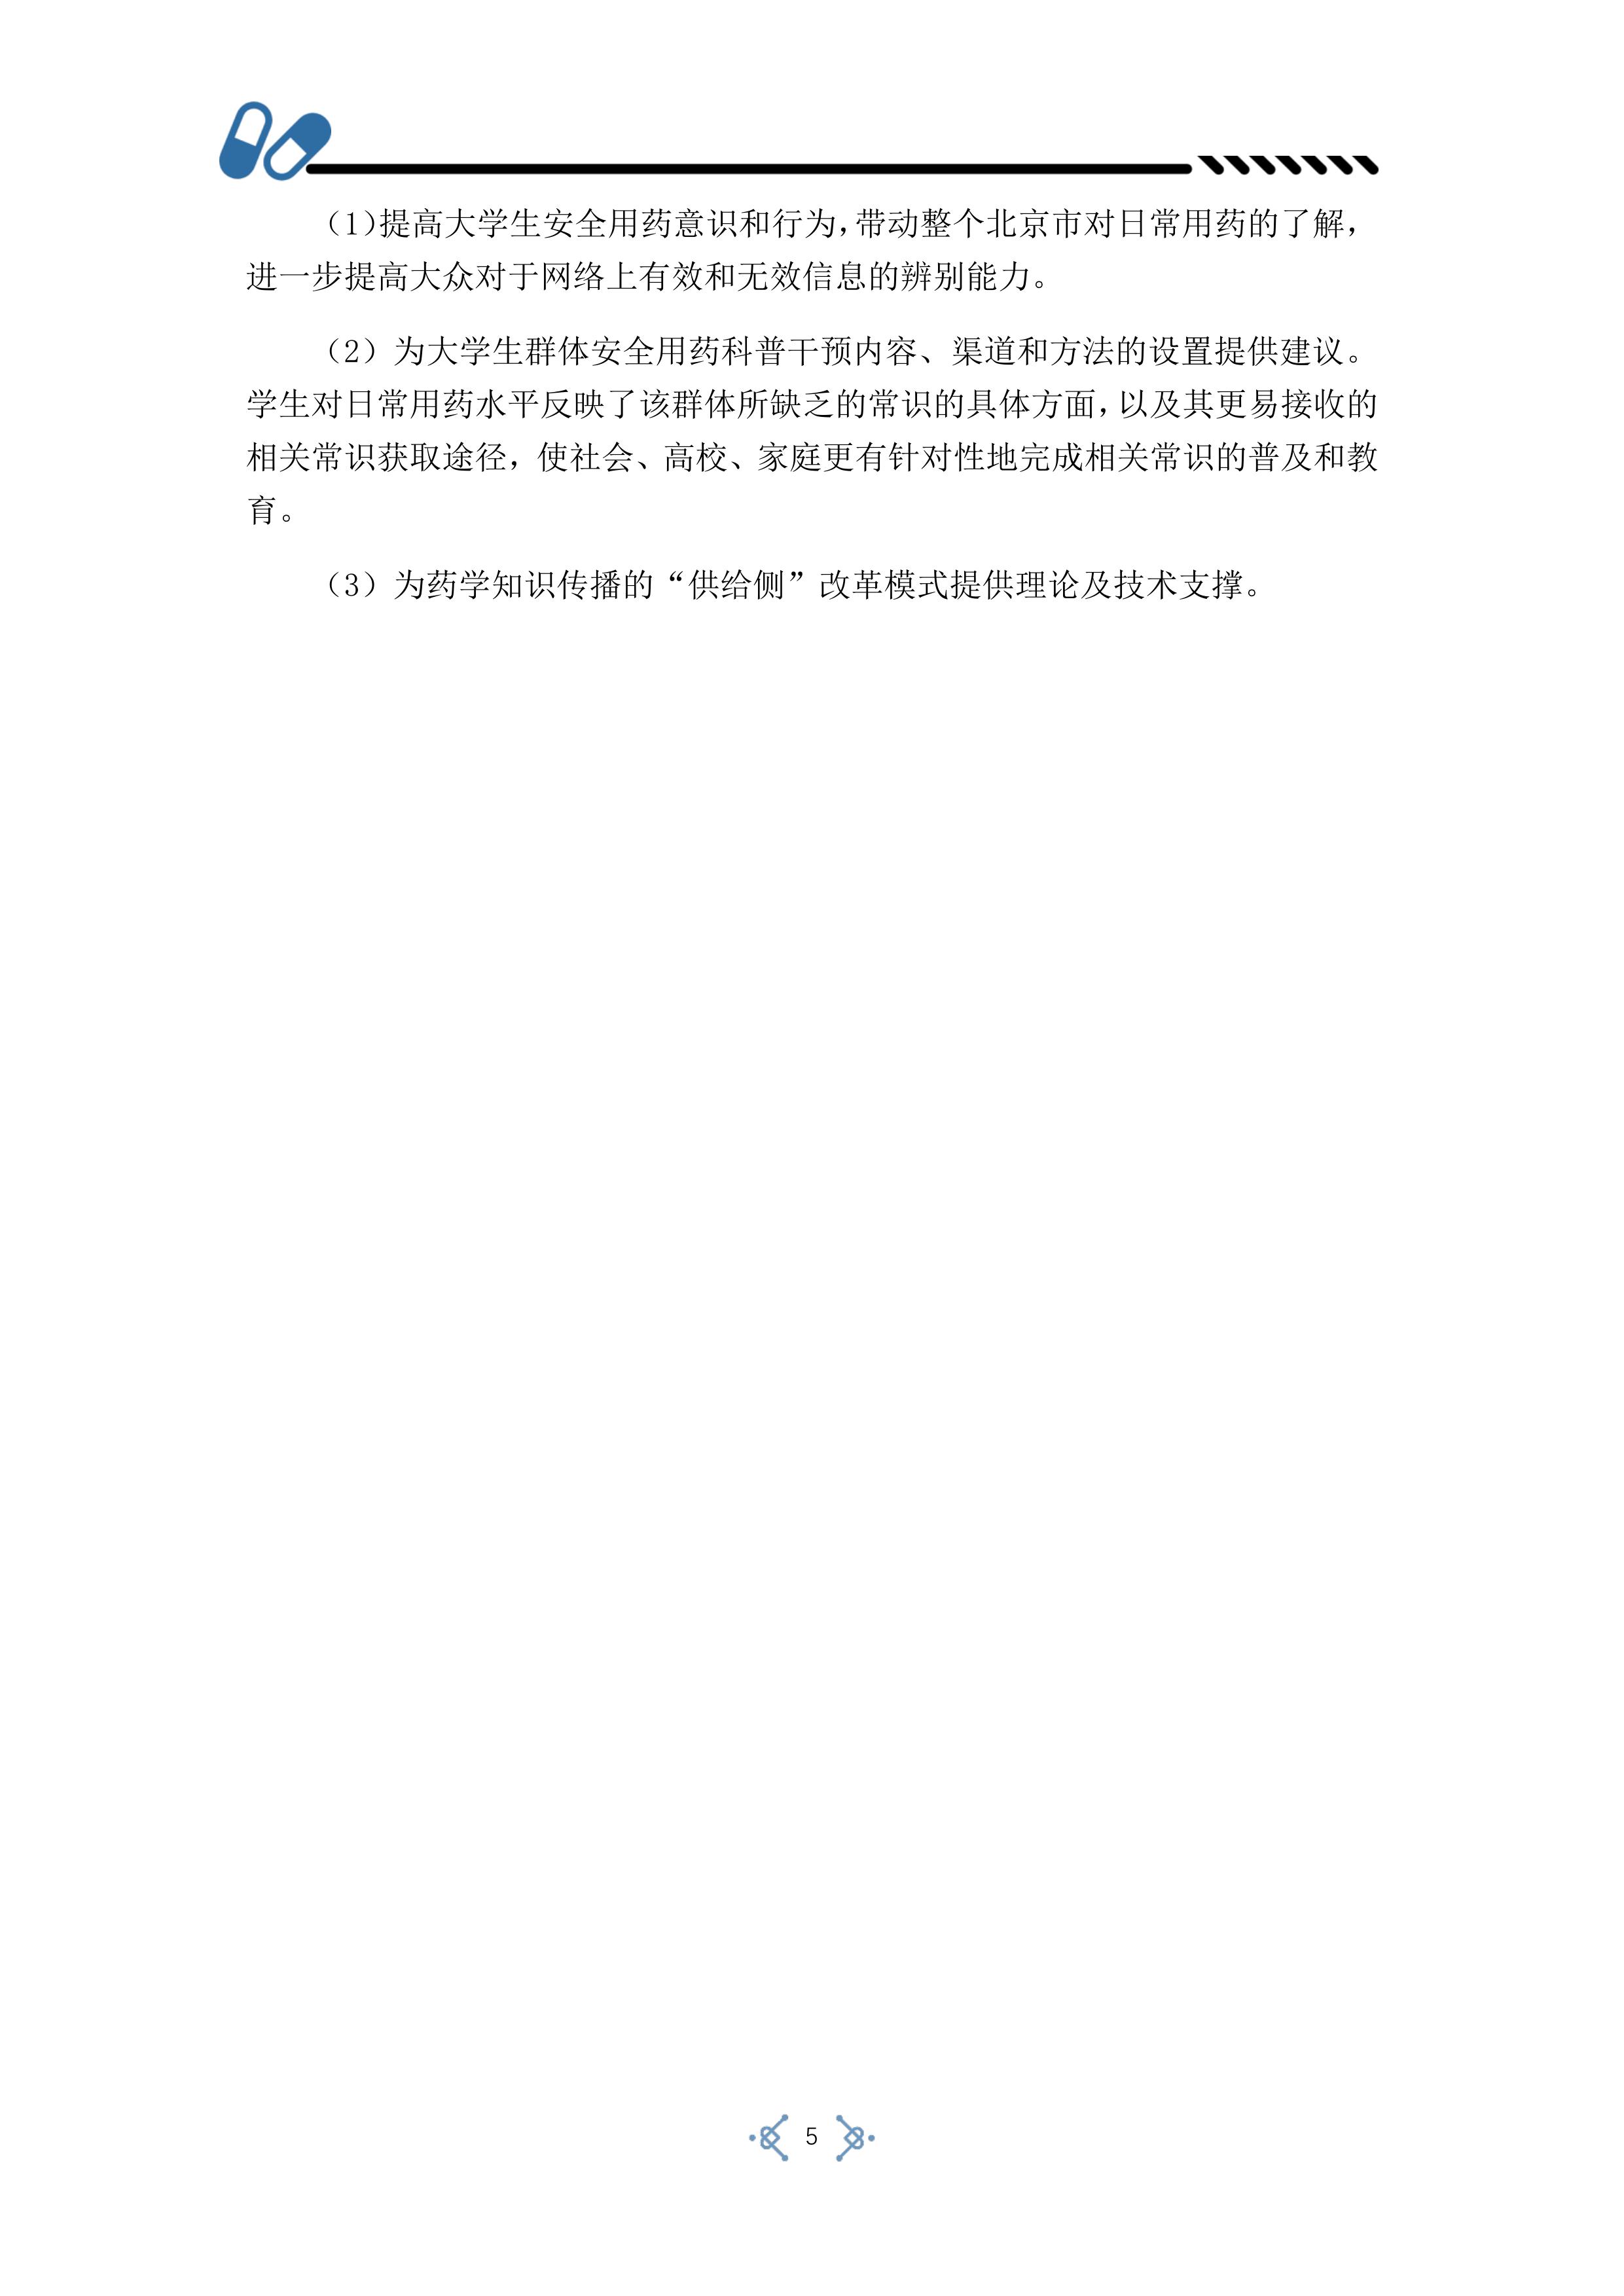 （1)提高大学生安全用药意识和行为，带动整个北京市对日常用药的了解，
进一步提高大众对于网络上有效和无效信息的辨别能力。
（2）为大学生群体安全用药科普干预内容、渠道和方法的设置提供建议。
学生对日常用药水平反映了该群体所缺乏的常识的具体方面，以及其更易接收的
相关常识获取途径，使社会、高校、家庭更有针对性地完成相关常识的普及和教
育。
（3）为药学知识传播的“供给侧”改革模式提供理论及技术支撑。
5